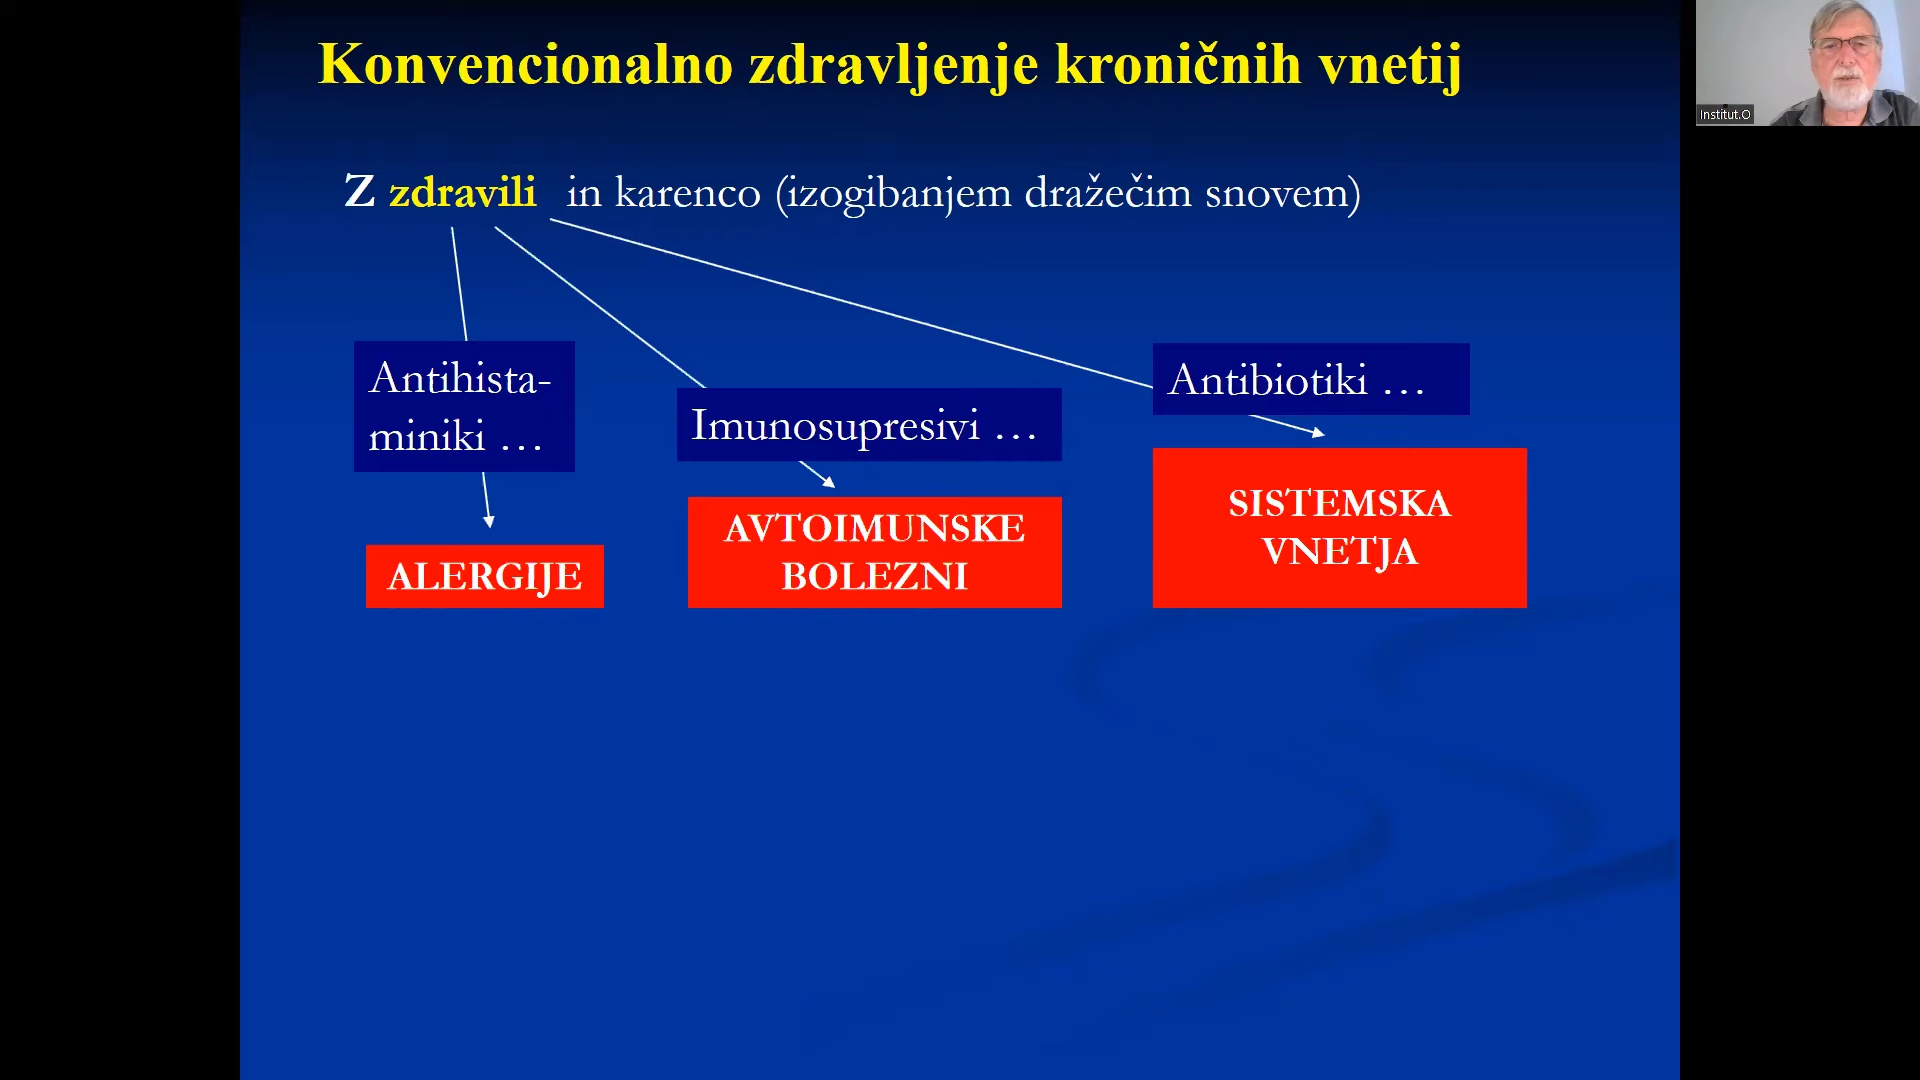 Konvencionalno zdravljenje kroničnih vnetij
Institut.O
Z zdravili in karenco (izogibanjem dražečim snovem)
Antihista-
miniki …
Imunosupresivi …
Antibiotiki …
ALERGIJE
AVTOIMUNSKE
BOLEZNI
SISTEMSKA
VNETJA